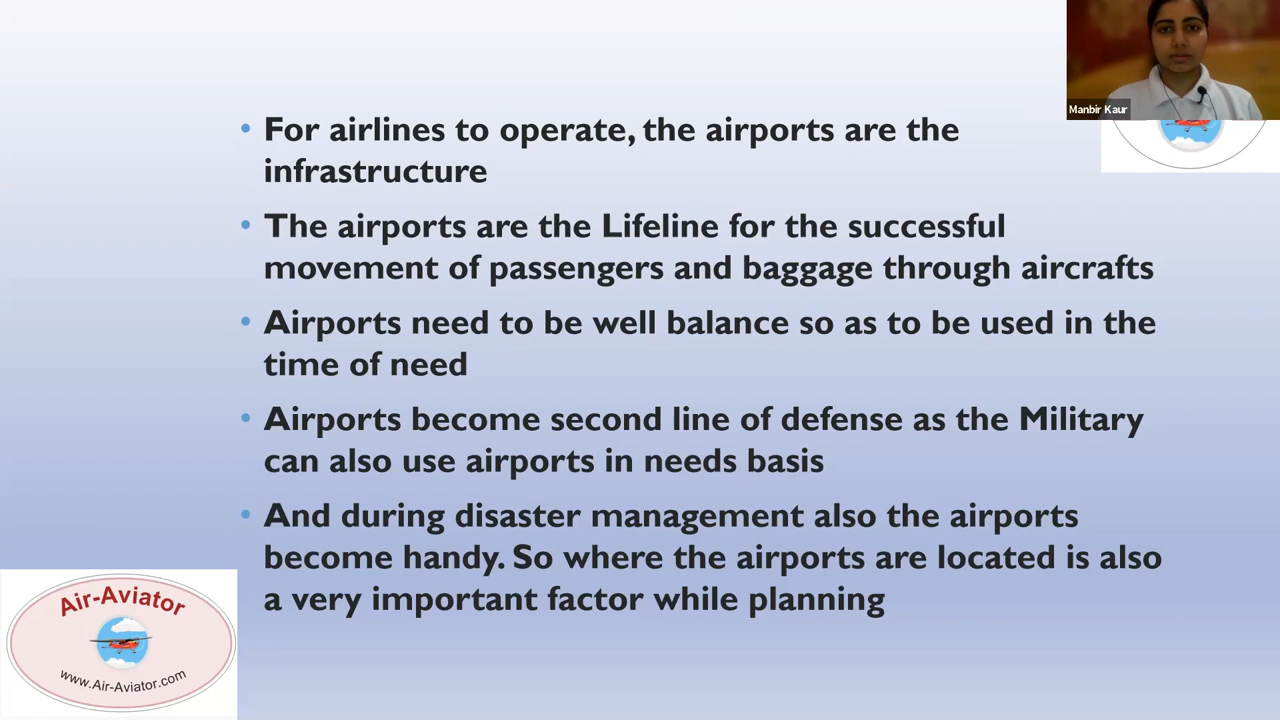 Manbir Kaur
For airlines to operate, the airports are the
infrastructure
The airports are the Lifeline for the successful
movement of passengers and baggage through aircrafts
Airports need to be well balance so as to be used in the
time of need
Airports become second line of defense as the Military
can also use airports in needs basis
And during disaster management also the airports
become handy. So where the airports are located is also
a very important factor while planning
Air-Aviator
www.Air-Aviator.com